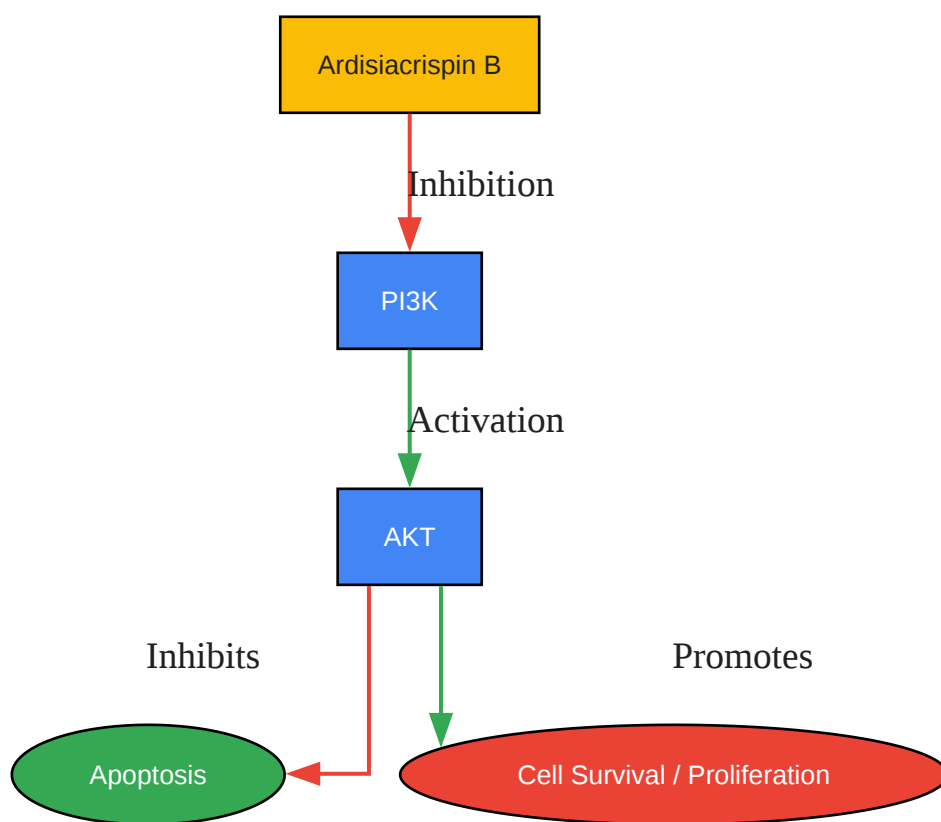 Ardisiacrispin B
Inhibition
PI3K
Activation
AKT
Inhibits
Promotes
Apoptosis
Cell Survival / Proliferation